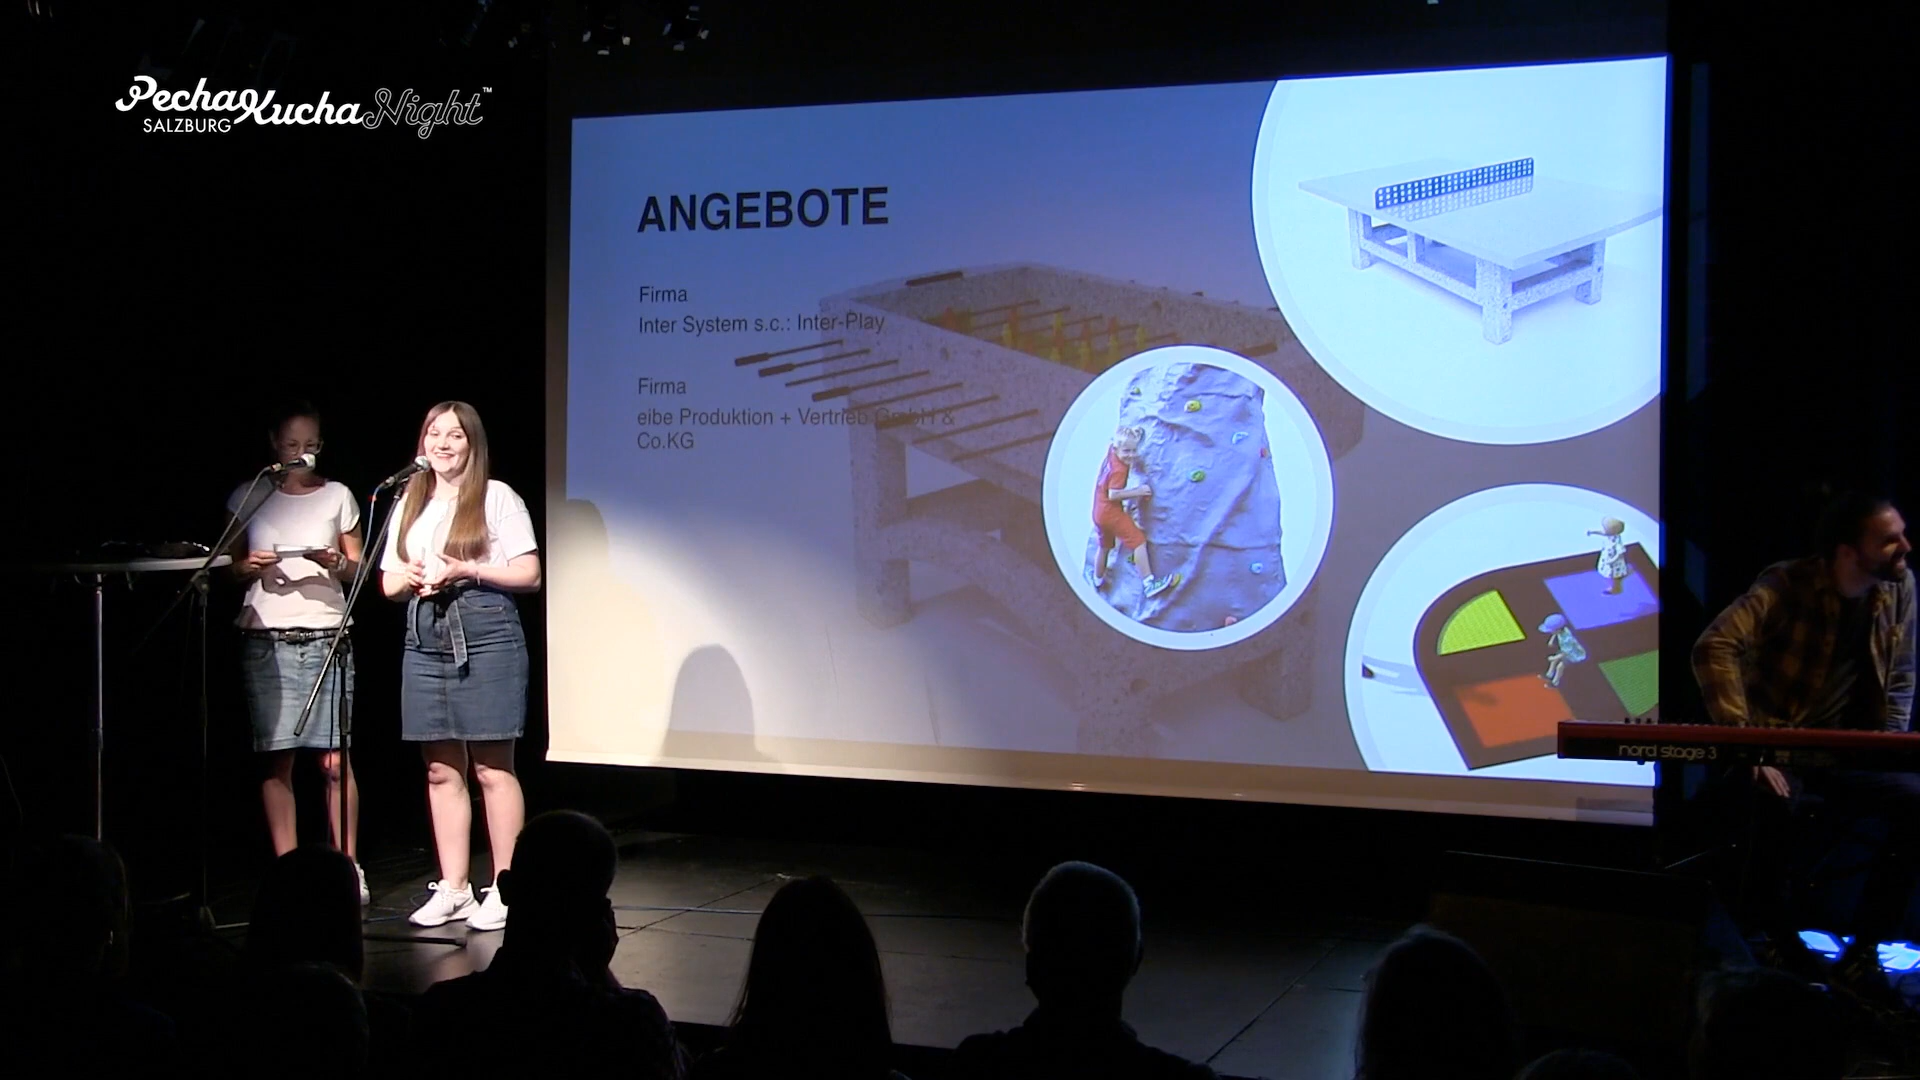 PechaKucha Night™
SALZBURG
ANGEBOTE
Firma
Inter System s.c.: Inter-Play
Firma
eibe Produktion + Vertrieb GmbH &
Co.KG
nord stage 3